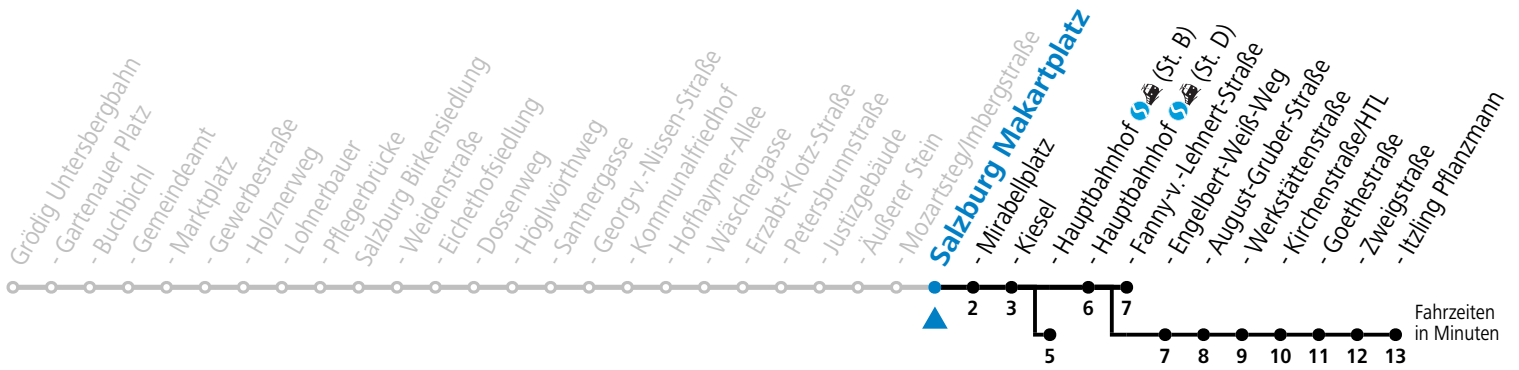 Grödig Untersbergbahn
- Gartenauer Platz
- Buchbichl
- Gemeindeamt
- Marktplatz
- Gewerbestraße
- Holznerweg
- Lohnerbauer
- Pflegerbrücke
Salzburg Birkensiedlung
- Weidenstraße
- Eichethofsiedlung
- Dossenweg
- Höglwörthweg
- Santnergasse
- Georg-v.-Nissen-Straße
- Kommunalfriedhof
- Hofhaymer-Allee
- Wäschergasse
- Erzabt-Klotz-Straße
- Petersbrunnstraße
- Justizgebäude
- Äußerer Stein
- Mozartsteg/Imbergstraße
Salzburg Makartplatz
- Mirabellplatz
- Kiesel
- Hauptbahnhof (St. B)
- Hauptbahnhof (St. D)
- Fanny-v.-Lehnert-Straße
- Engelbert-Weiß-Weg
- August-Gruber-Straße
- Werkstättenstraße
- Kirchenstraße/HTL
- Goethestraße
- Zweigstraße
- Itzling Pflanzmann
2 3 6 7
5 7 8 9 10 11 12 13
Fahrzeiten
in Minuten